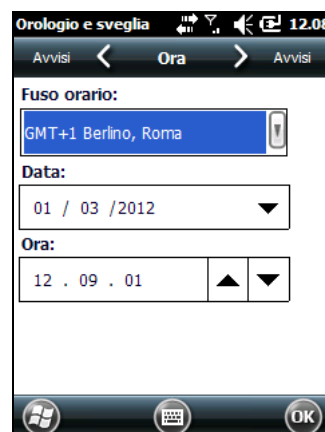 Orologio e sveglia 12.08
Avvisi Ora Avvisi
Fuso orario:
GMT+1 Berlino, Roma
Data:
01 / 03 /2012
Ora:
12 . 09 . 01
OK